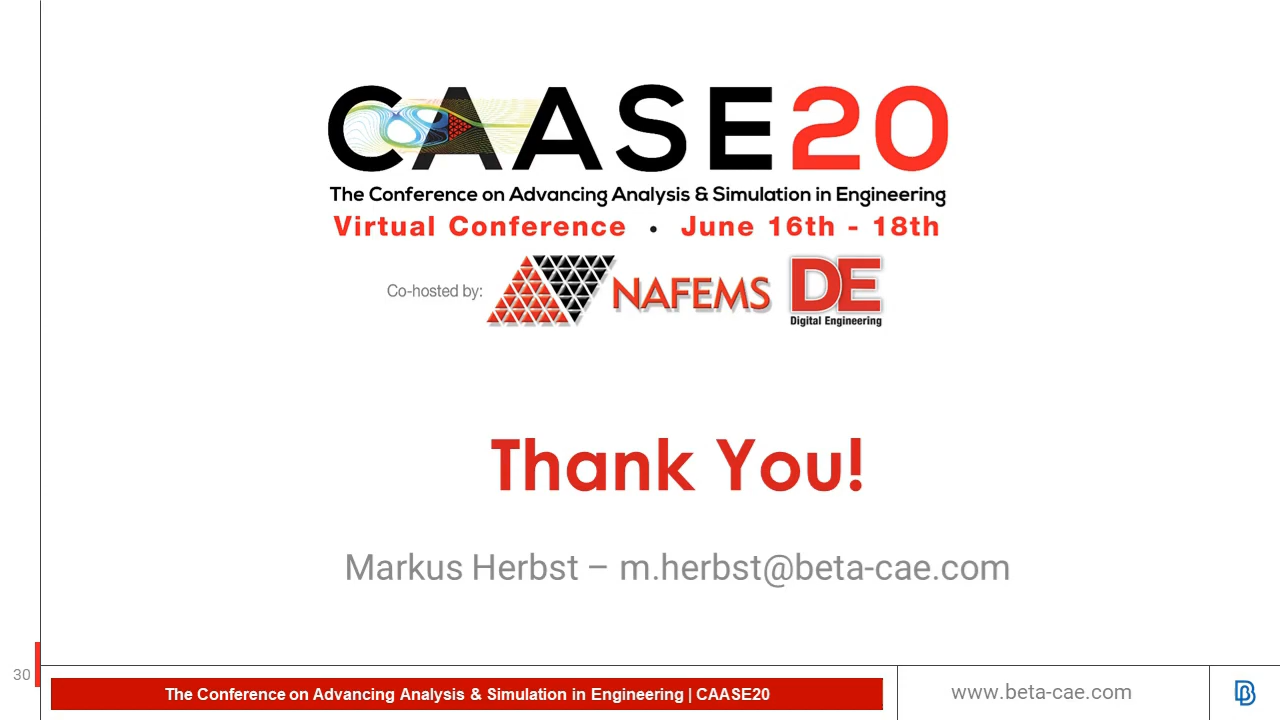 CAASE20
The Conference on Advancing Analysis & Simulation in Engineering
Virtual Conference • June 16th - 18th
Co-hosted by: NAFEMS DE
Digital Engineering
Thank You!
Markus Herbst – m.herbst@beta-cae.com
30
The Conference on Advancing Analysis & Simulation in Engineering | CAASE20
www.beta-cae.com